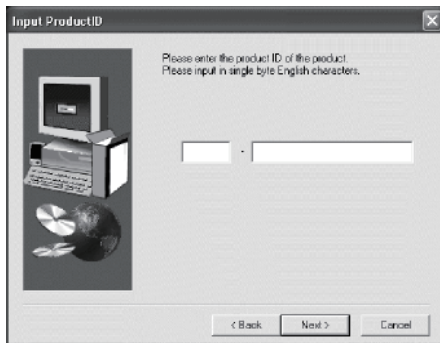 Input ProductID
Please enter the product ID of the product.
Please input in single byte English characters.
-
< Back
Next >
Cancel